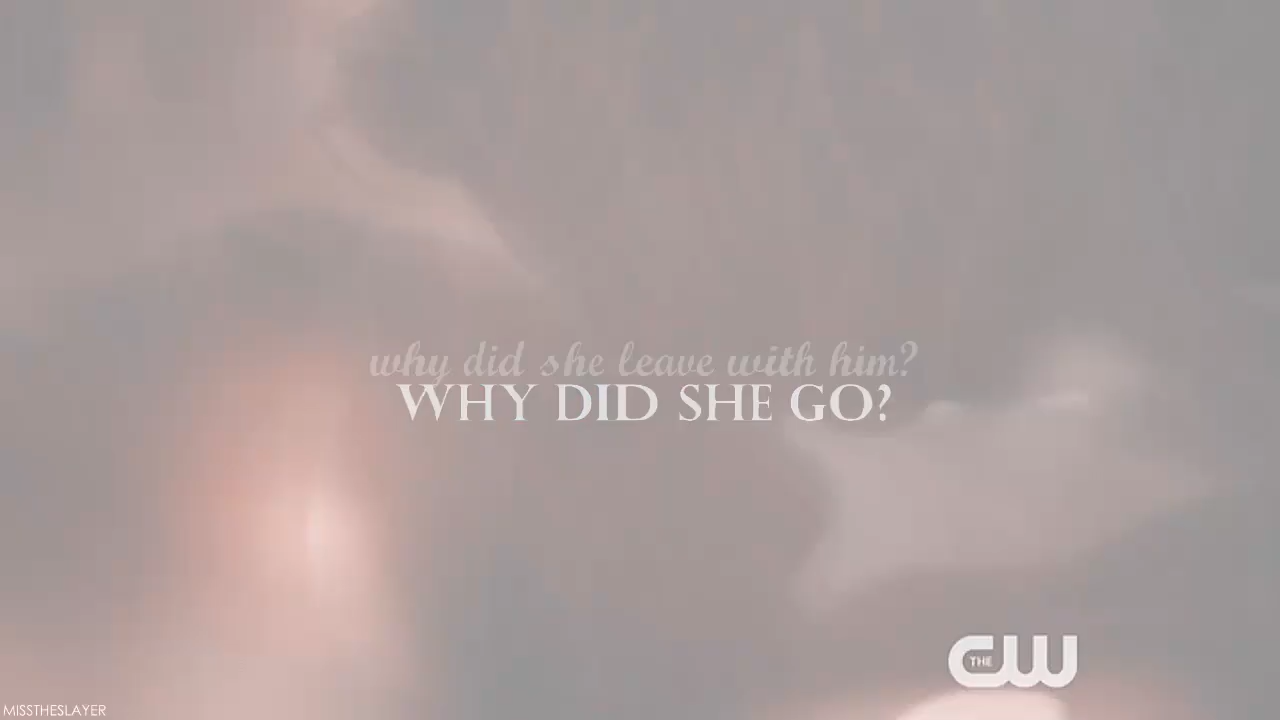 why did she leave with him?
WHY DID SHE GO?
THE CW
MISSTHESLAYER